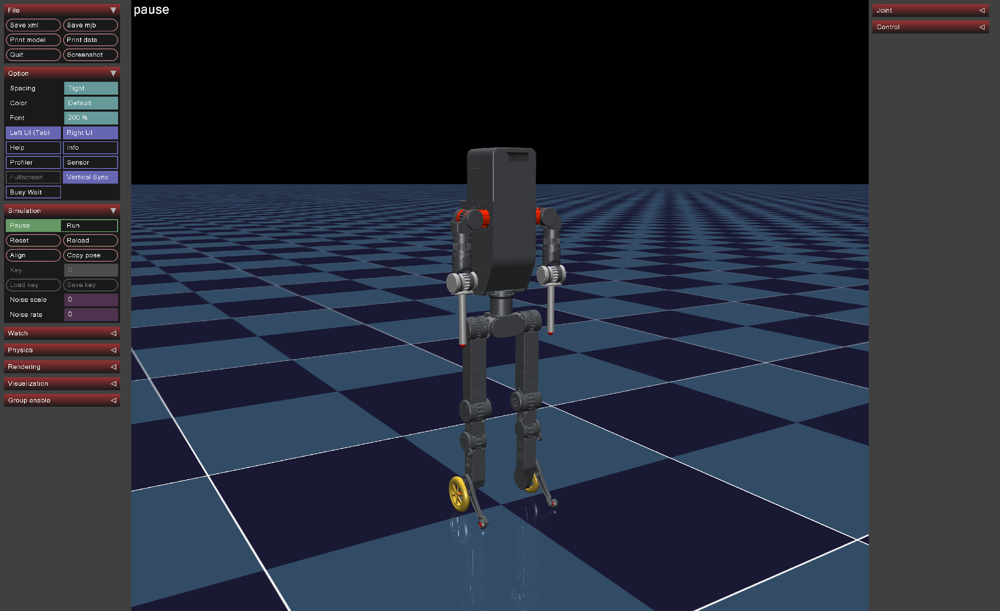 File
Save xml
Save mjb
Print model
Print data
Quit
Screenshot
Option
Spacing
Tight
Color
Default
Font
200 %
Left UI (Tab)
Right UI
Help
Info
Profiler
Sensor
Fullscreen
Vertical Sync
Busy Wait
Simulation
Pause
Run
Reset
Reload
Align
Copy pose
Key
0
Load key
Save key
Noise scale
0
Noise rate
0
Watch
Physics
Rendering
Visualization
Group enable
pause
Joint
Control